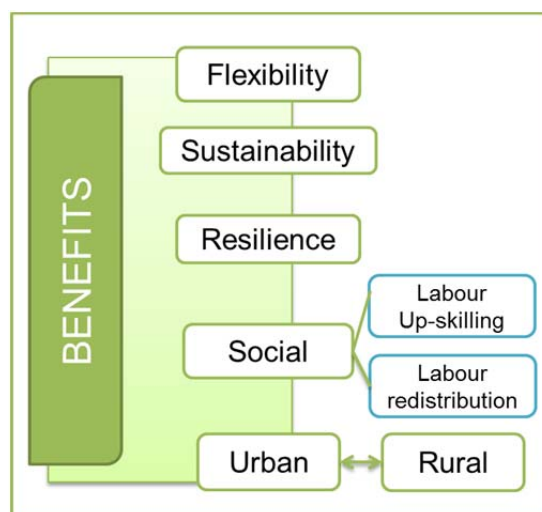 BENEFITS
Flexibility
Sustainability
Resilience
Social
Labour
Up-skilling
Labour
redistribution
Urban
Rural